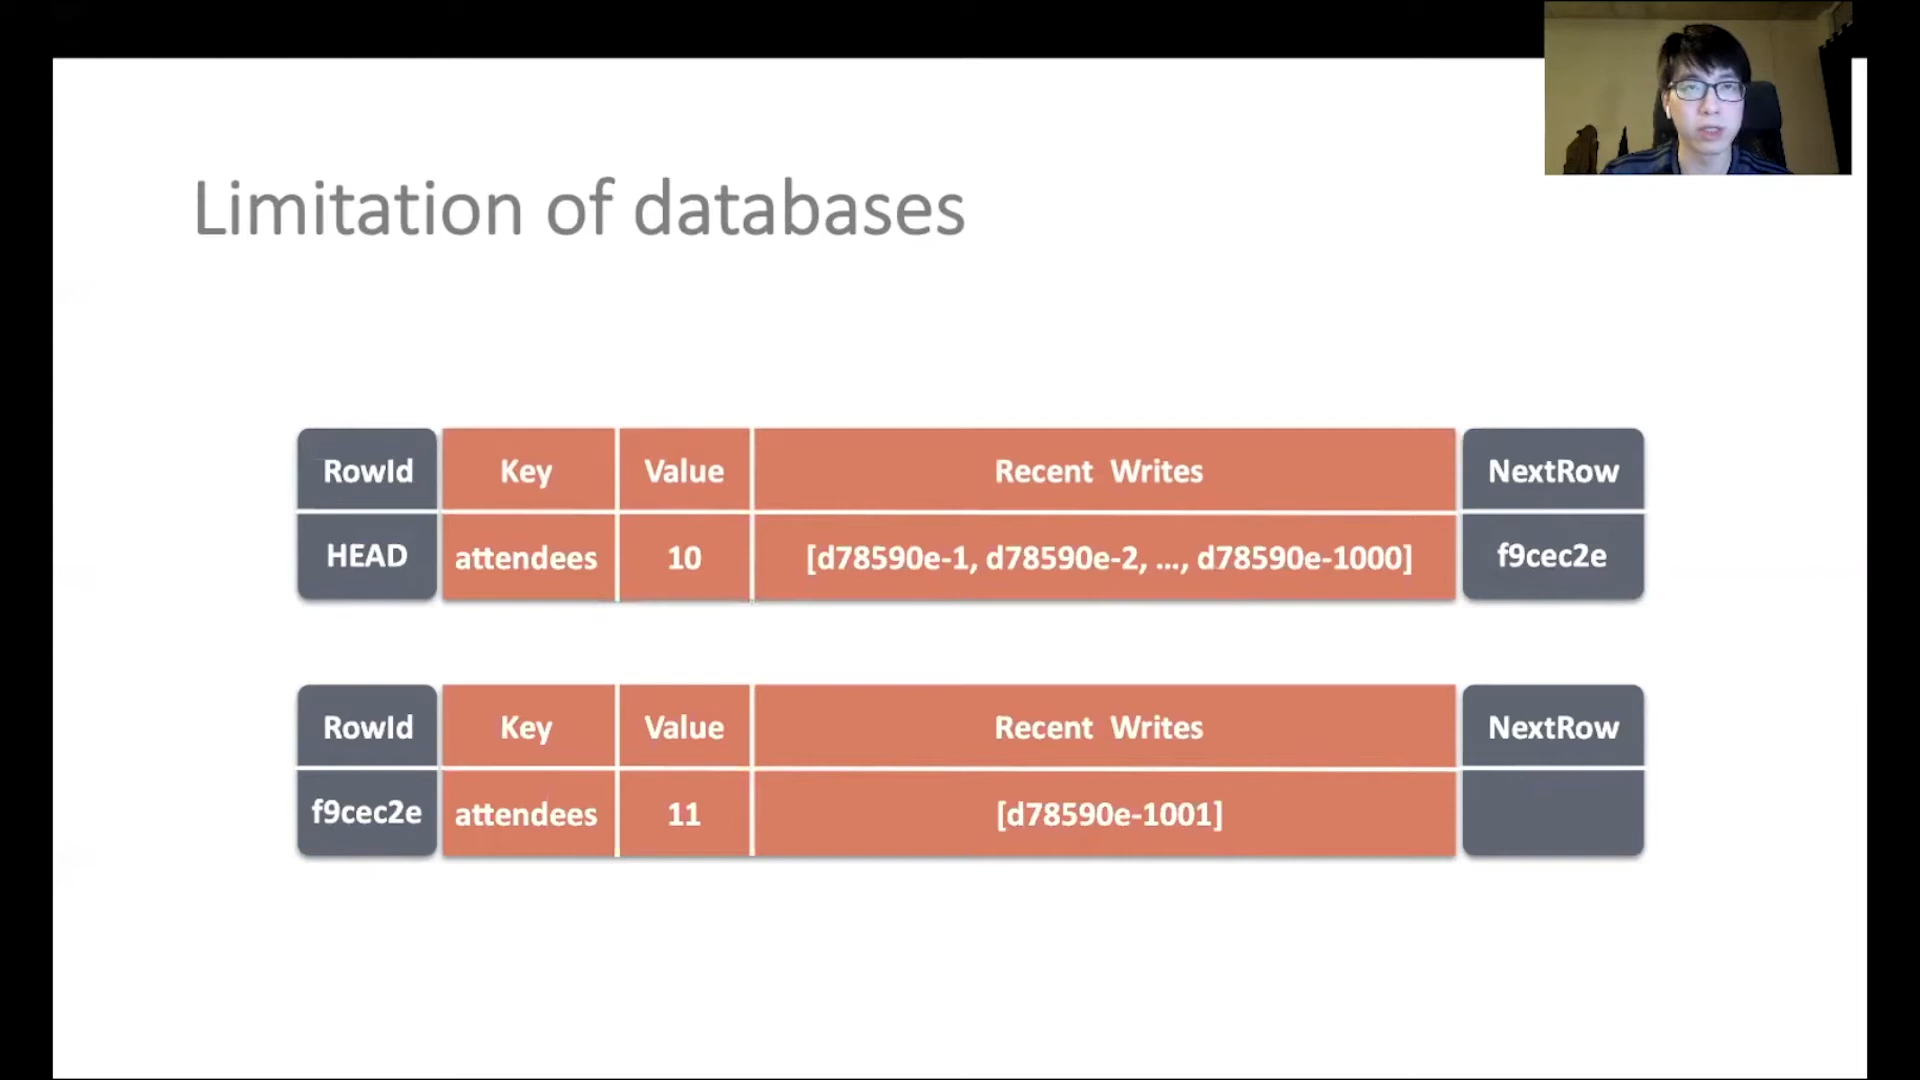 Limitation of databases
RowId Key Value Recent Writes NextRow
HEAD attendees 10 [d78590e-1, d78590e-2, ..., d78590e-1000] f9cec2e
RowId Key Value Recent Writes NextRow
f9cec2e attendees 11 [d78590e-1001]